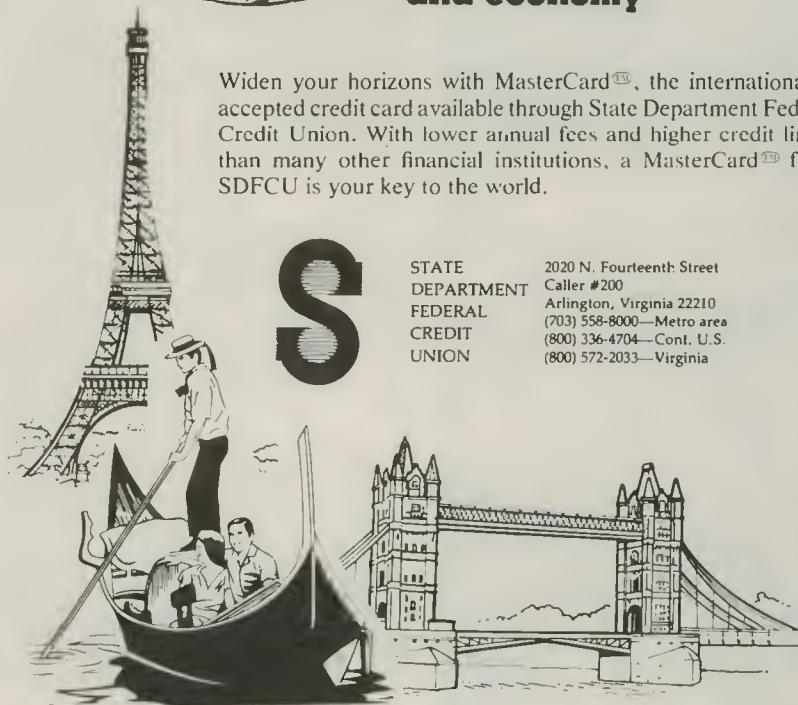 and economy
Widen your horizons with MasterCard™, the internationa
accepted credit card available through State Department Fed
Credit Union. With lower annual fees and higher credit lin
than many other financial institutions, a MasterCard™ f
SDFCU is your key to the world.
S
STATE
DEPARTMENT
FEDERAL
CREDIT
UNION
2020 N. Fourteenth Street
Caller #200
Arlington, Virginia 22210
(703) 558-8000—Metro area
(800) 336-4704—Cont. U.S.
(800) 572-2033—Virginia